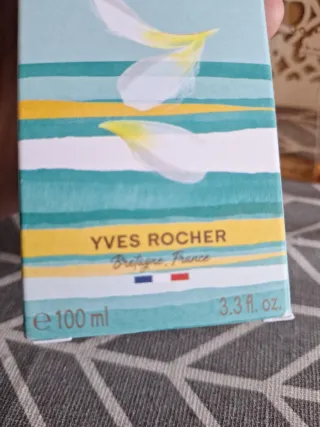 YVES ROCHER
Bretagne, France
℮ 100 ml
3.3 fl. oz.